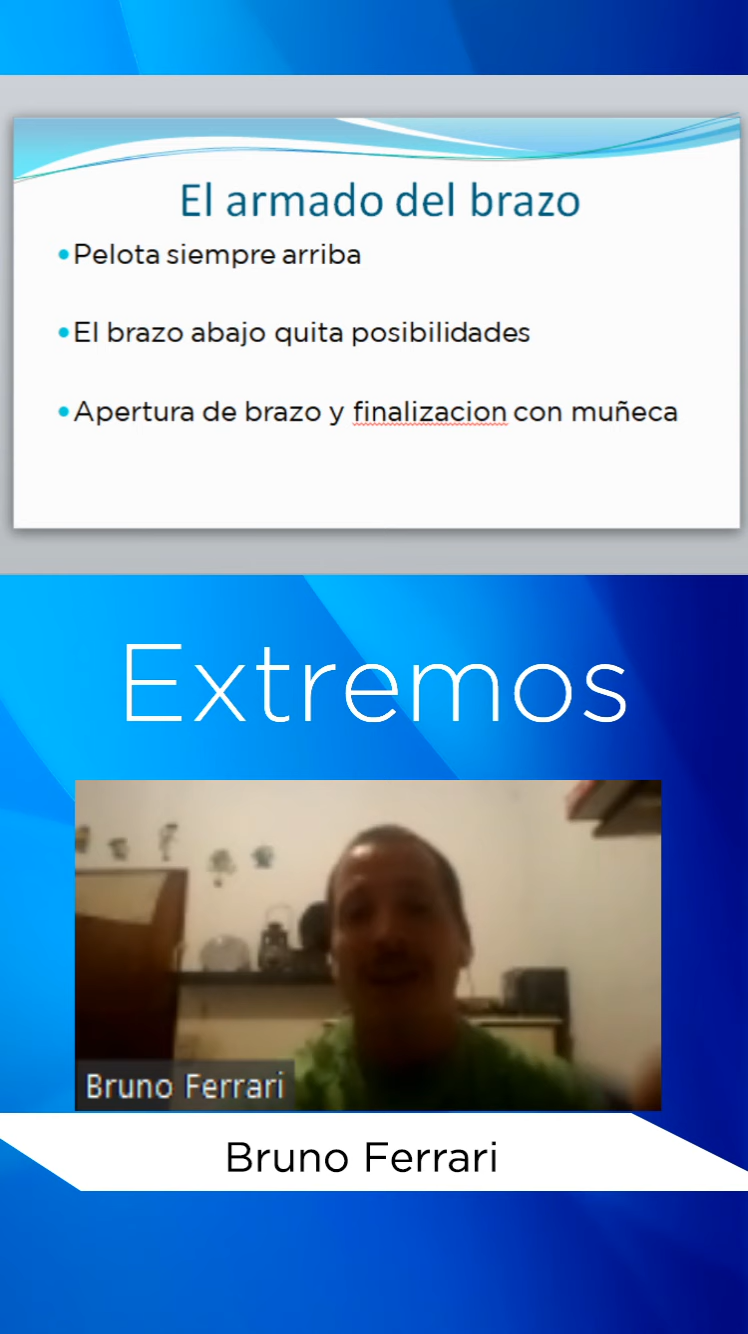 El armado del brazo
Pelota siempre arriba
El brazo abajo quita posibilidades
Apertura de brazo y finalizacion con muñeca
Extremos
Bruno Ferrari
Bruno Ferrari